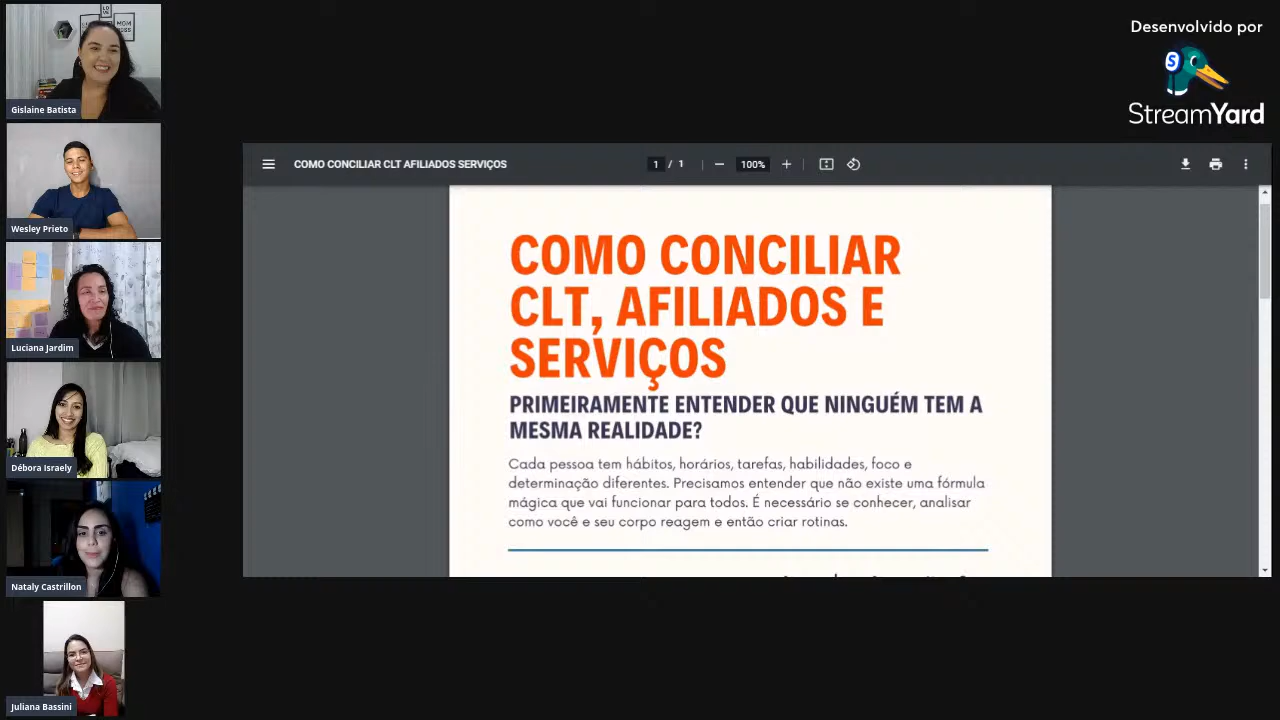 Gislaine Batista
Wesley Prieto
Luciana Jardim
Débora Israely
Nataly Castrillon
Juliana Bassini
Desenvolvido por
S
StreamYard
COMO CONCILIAR CLT AFILIADOS SERVIÇOS
1 / 1
100%
COMO CONCILIAR
CLT, AFILIADOS E
SERVIÇOS
PRIMEIRAMENTE ENTENDER QUE NINGUÉM TEM A
MESMA REALIDADE?
Cada pessoa tem hábitos, horários, tarefas, habilidades, foco e
determinação diferentes. Precisamos entender que não existe uma fórmula
mágica que vai funcionar para todos. É necessário se conhecer, analisar
como você e seu corpo reagem e então criar rotinas.